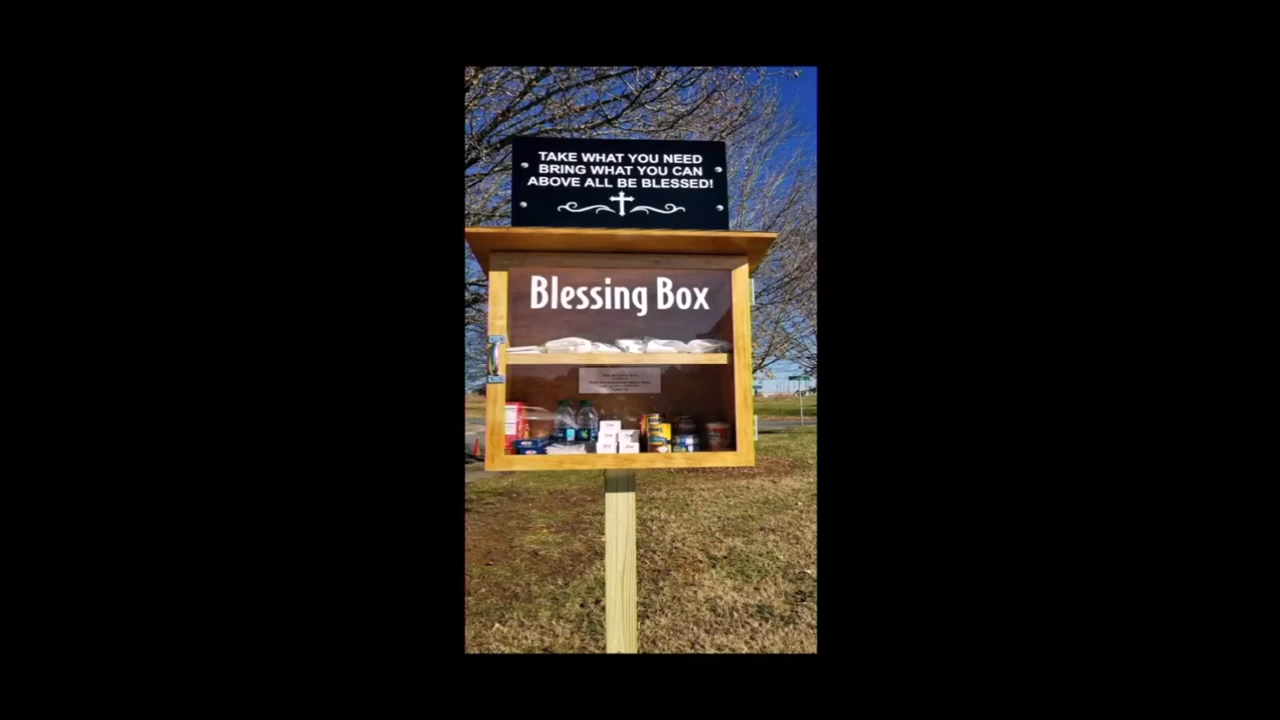 TAKE WHAT YOU NEED
BRING WHAT YOU CAN
ABOVE ALL BE BLESSED!
Blessing Box